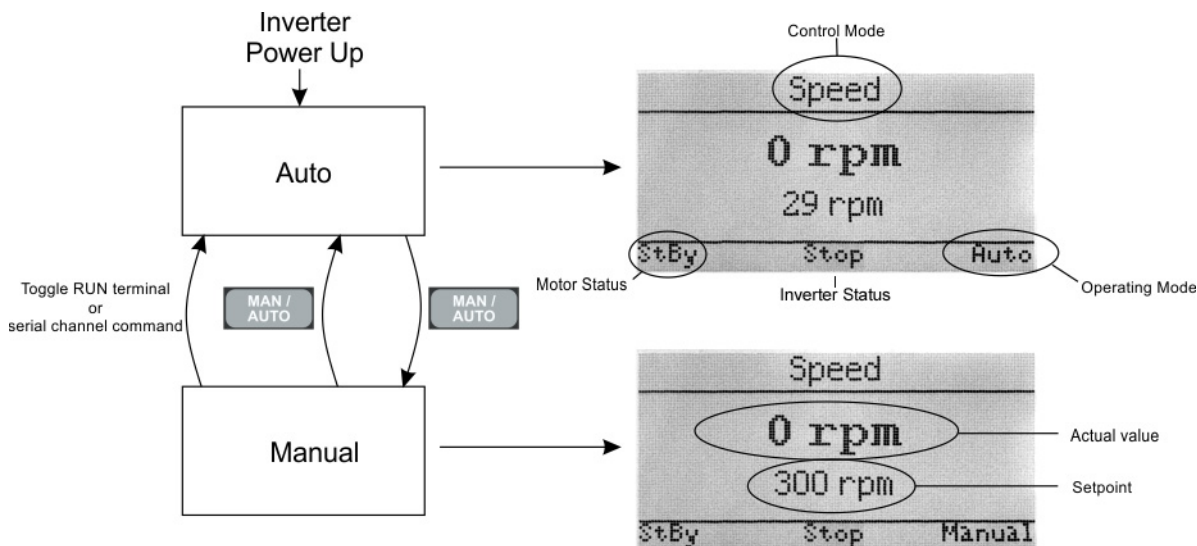 Inverter
Power Up
Auto
Toggle RUN terminal
or
serial channel command
MAN /
AUTO
MAN /
AUTO
Manual
Control Mode
Speed
0 rpm
29 rpm
StBy
Stop
Auto
Motor Status
Inverter Status
Operating Mode
Speed
0 rpm
Actual value
300 rpm
Setpoint
StBy
Stop
Manual